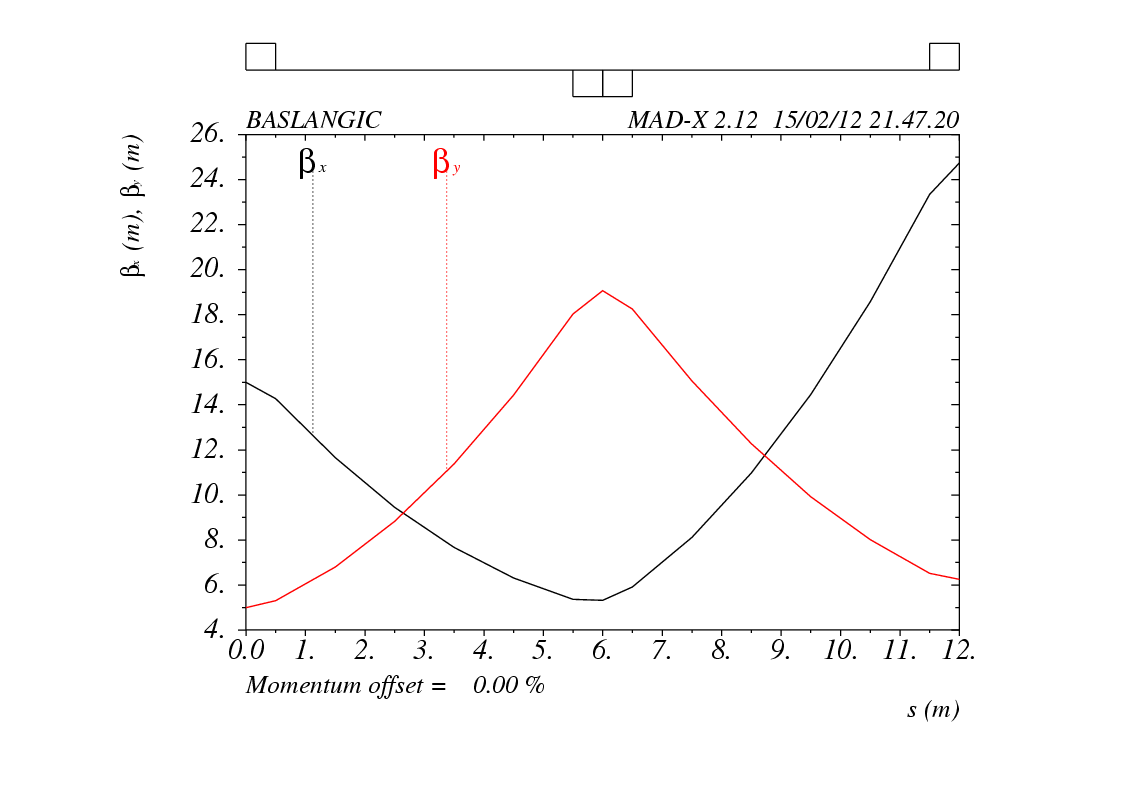 BASLANGIC MAD-X 2.12 15/02/12 21.47.20
βx (m), βy (m)
26.
24.
22.
20.
18.
16.
14.
12.
10.
8.
6.
4.
βx βy
0.0 1. 2. 3. 4. 5. 6. 7. 8. 9. 10. 11. 12.
Momentum offset = 0.00 %
s (m)